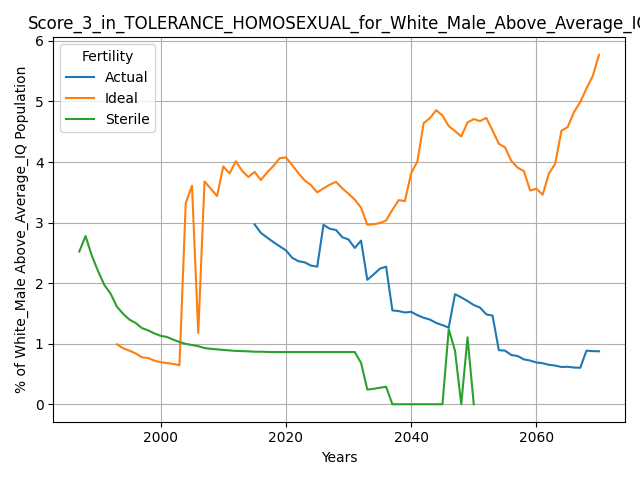 Score_3_in_TOLERANCE_HOMOSEXUAL_for_White_Male_Above_Average_IQ
Fertility
Actual
Ideal
Sterile
% of White_Male Above_Average_IQ Population
6
5
4
3
2
1
0
2000 2020 2040 2060
Years